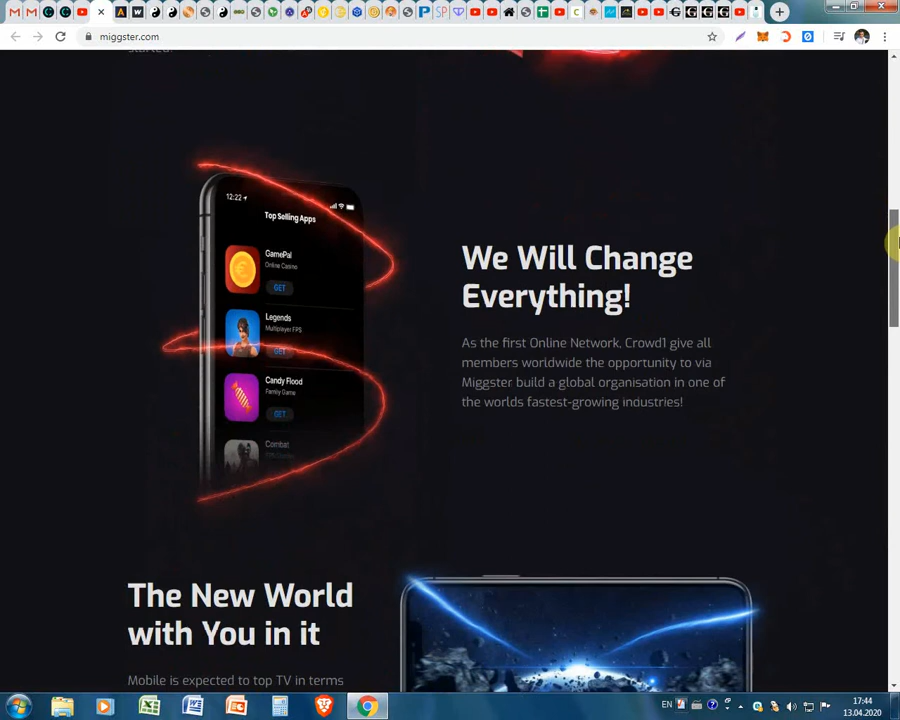 miggster.com
started!
12:22
Top Selling Apps
GamePal
Online Casino
GET
Legends
Multiplayer FPS
GET
Candy Flood
Family Game
GET
Combat
We Will Change
Everything!
As the first Online Network, Crowd1 give all
members worldwide the opportunity to via
Miggster build a global organisation in one of
the worlds fastest-growing industries!
The New World
with You in it
Mobile is expected to top TV in terms
EN
17:44
13.04.2020